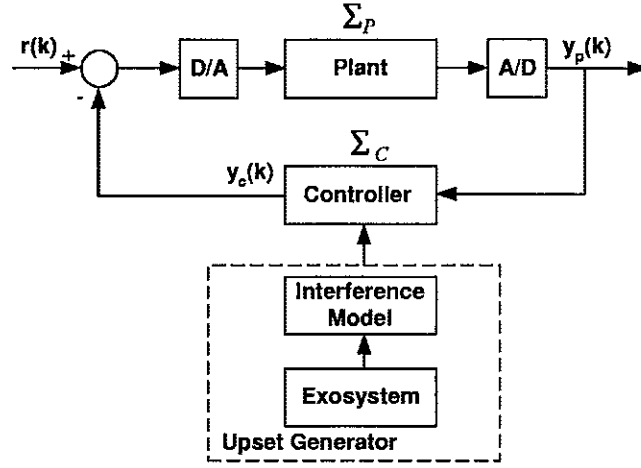 Σ_P
r(k) +
-
D/A
Plant
A/D
y_p(k)
Σ_C
y_c(k)
Controller
Interference
Model
Exosystem
Upset Generator